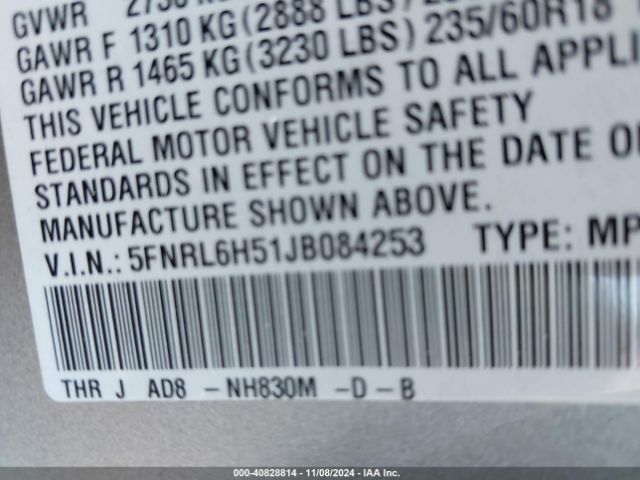 GVWR
GAWR F 1310 KG (2888 LBS)
GAWR R 1465 KG (3230 LBS) 235/60R18
THIS VEHICLE CONFORMS TO ALL APPLI
FEDERAL MOTOR VEHICLE SAFETY
STANDARDS IN EFFECT ON THE DATE O
MANUFACTURE SHOWN ABOVE.
V.I.N.: 5FNRL6H51JB084253 TYPE: MP
THR J AD8 - NH830M - D - B
000-40828814 - 11/08/2024 - IAA Inc.